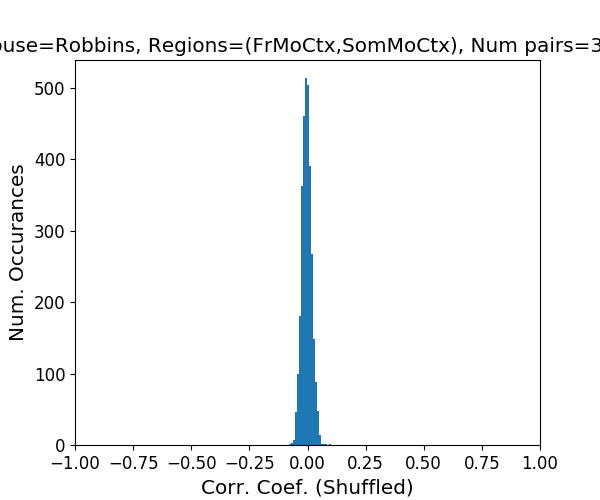 ouse=Robbins, Regions=(FrMoCtx,SomMoCtx), Num pairs=3
500
400
300
200
100
0
Num. Occurances
−1.00 −0.75 −0.50 −0.25 0.00 0.25 0.50 0.75 1.00
Corr. Coef. (Shuffled)